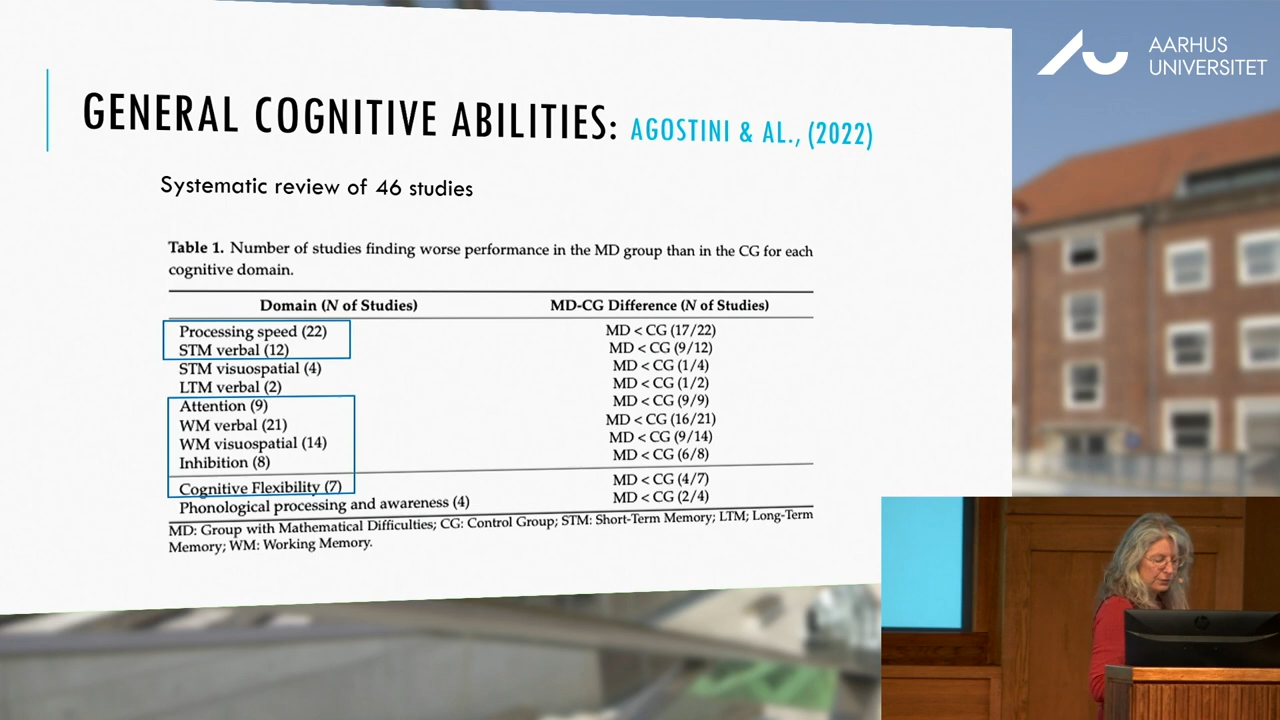 AARHUS
UNIVERSITET
GENERAL COGNITIVE ABILITIES: AGOSTINI & AL., (2022)
Systematic review of 46 studies
Table 1. Number of studies finding worse performance in the MD group than in the CG for each
cognitive domain.
Domain (N of Studies) MD-CG Difference (N of Studies)
Processing speed (22) MD < CG (17/22)
STM verbal (12) MD < CG (9/12)
STM visuospatial (4) MD < CG (1/4)
LTM verbal (2) MD < CG (1/2)
Attention (9) MD < CG (9/9)
WM verbal (21) MD < CG (16/21)
WM visuospatial (14) MD < CG (9/14)
Inhibition (8) MD < CG (6/8)
Cognitive Flexibility (7) MD < CG (4/7)
Phonological processing and awareness (4) MD < CG (2/4)
MD: Group with Mathematical Difficulties; CG: Control Group; STM: Short-Term Memory; LTM; Long-Term
Memory; WM: Working Memory.